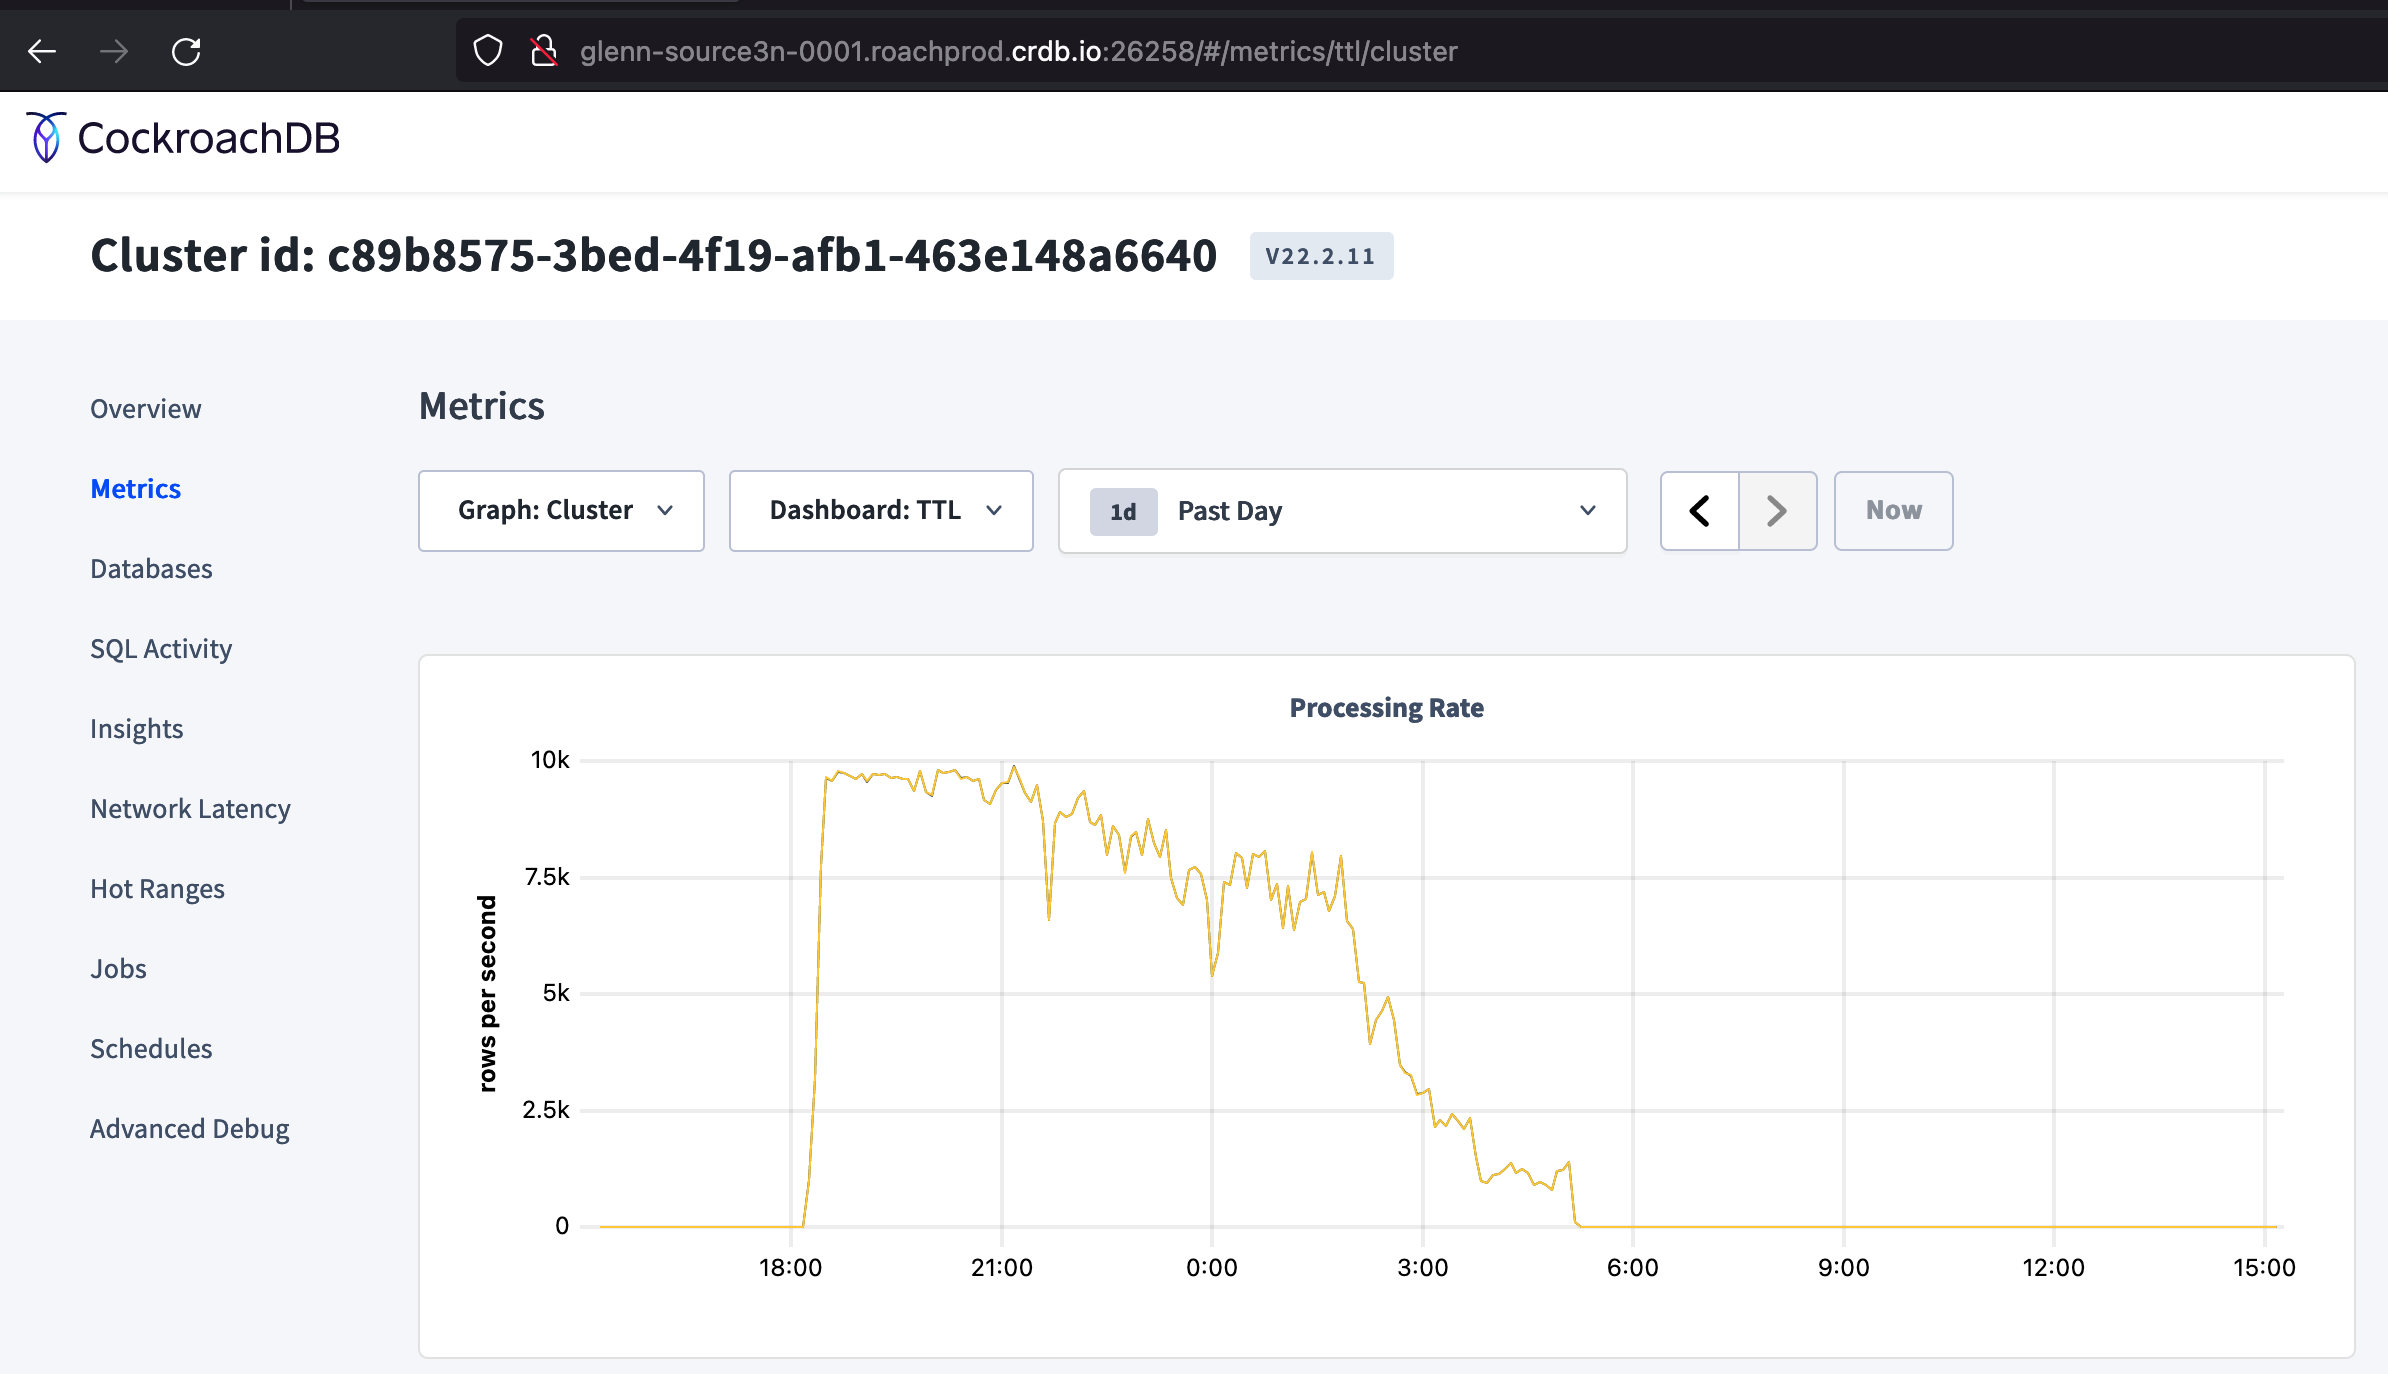 glenn-source3n-0001.roachprod.crdb.io:26258/#/metrics/ttl/cluster
CockroachDB
Cluster id: c89b8575-3bed-4f19-afb1-463e148a6640 V22.2.11
Overview
Metrics
Databases
SQL Activity
Insights
Network Latency
Hot Ranges
Jobs
Schedules
Advanced Debug
Metrics
Graph: Cluster Dashboard: TTL 1d Past Day Now
Processing Rate
rows per second
10k
7.5k
5k
2.5k
0
18:00 21:00 0:00 3:00 6:00 9:00 12:00 15:00